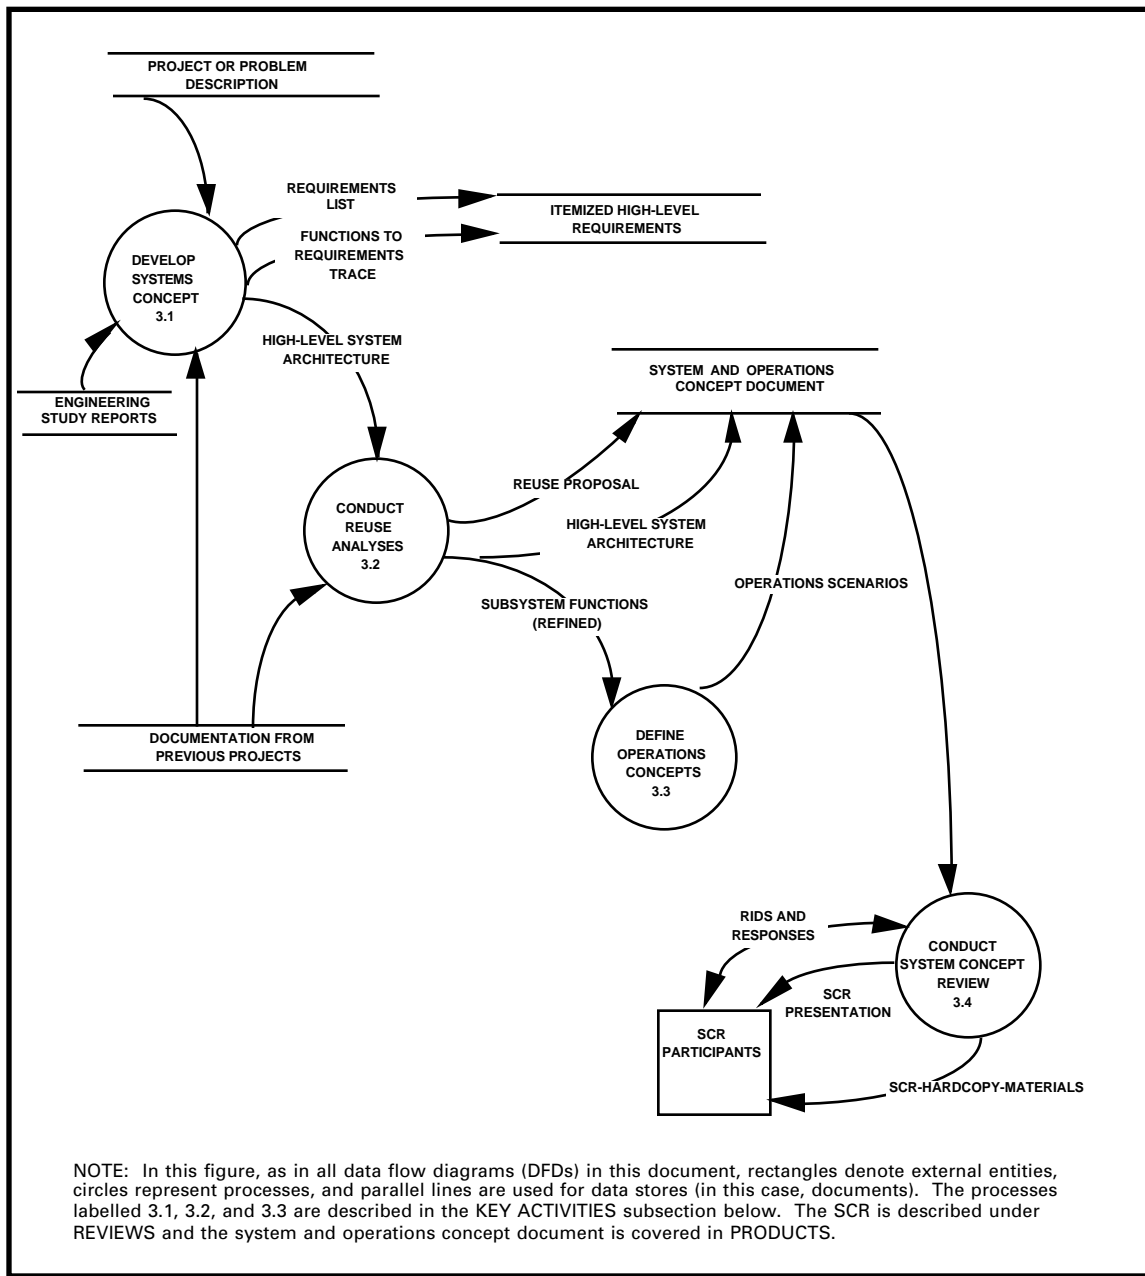 PROJECT OR PROBLEM
DESCRIPTION
REQUIREMENTS
LIST
ITEMIZED HIGH-LEVEL
REQUIREMENTS
FUNCTIONS TO
REQUIREMENTS
TRACE
DEVELOP
SYSTEMS
CONCEPT
3.1
HIGH-LEVEL SYSTEM
ARCHITECTURE
ENGINEERING
STUDY REPORTS
SYSTEM AND OPERATIONS
CONCEPT DOCUMENT
CONDUCT
REUSE
ANALYSES
3.2
REUSE PROPOSAL
HIGH-LEVEL SYSTEM
ARCHITECTURE
OPERATIONS SCENARIOS
SUBSYSTEM FUNCTIONS
(REFINED)
DOCUMENTATION FROM
PREVIOUS PROJECTS
DEFINE
OPERATIONS
CONCEPTS
3.3
RIDS AND
RESPONSES
CONDUCT
SYSTEM CONCEPT
REVIEW
3.4
SCR
PRESENTATION
SCR
PARTICIPANTS
SCR-HARDCOPY-MATERIALS
NOTE: In this figure, as in all data flow diagrams (DFDs) in this document, rectangles denote external entities,
circles represent processes, and parallel lines are used for data stores (in this case, documents). The processes
labelled 3.1, 3.2, and 3.3 are described in the KEY ACTIVITIES subsection below. The SCR is described under
REVIEWS and the system and operations concept document is covered in PRODUCTS.